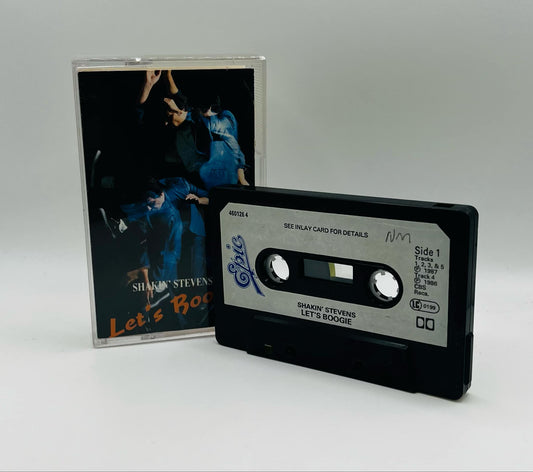 SHAKIN' STEVENS
Let's Boo
460126 4
SEE INLAY CARD FOR DETAILS
NM
Epic
Side 1
Tracks
1, 2, 3, & 5
℗ 1987
Track 4
℗ 1986
CBS
Recs.
LC 0199
SHAKIN' STEVENS
LET'S BOOGIE